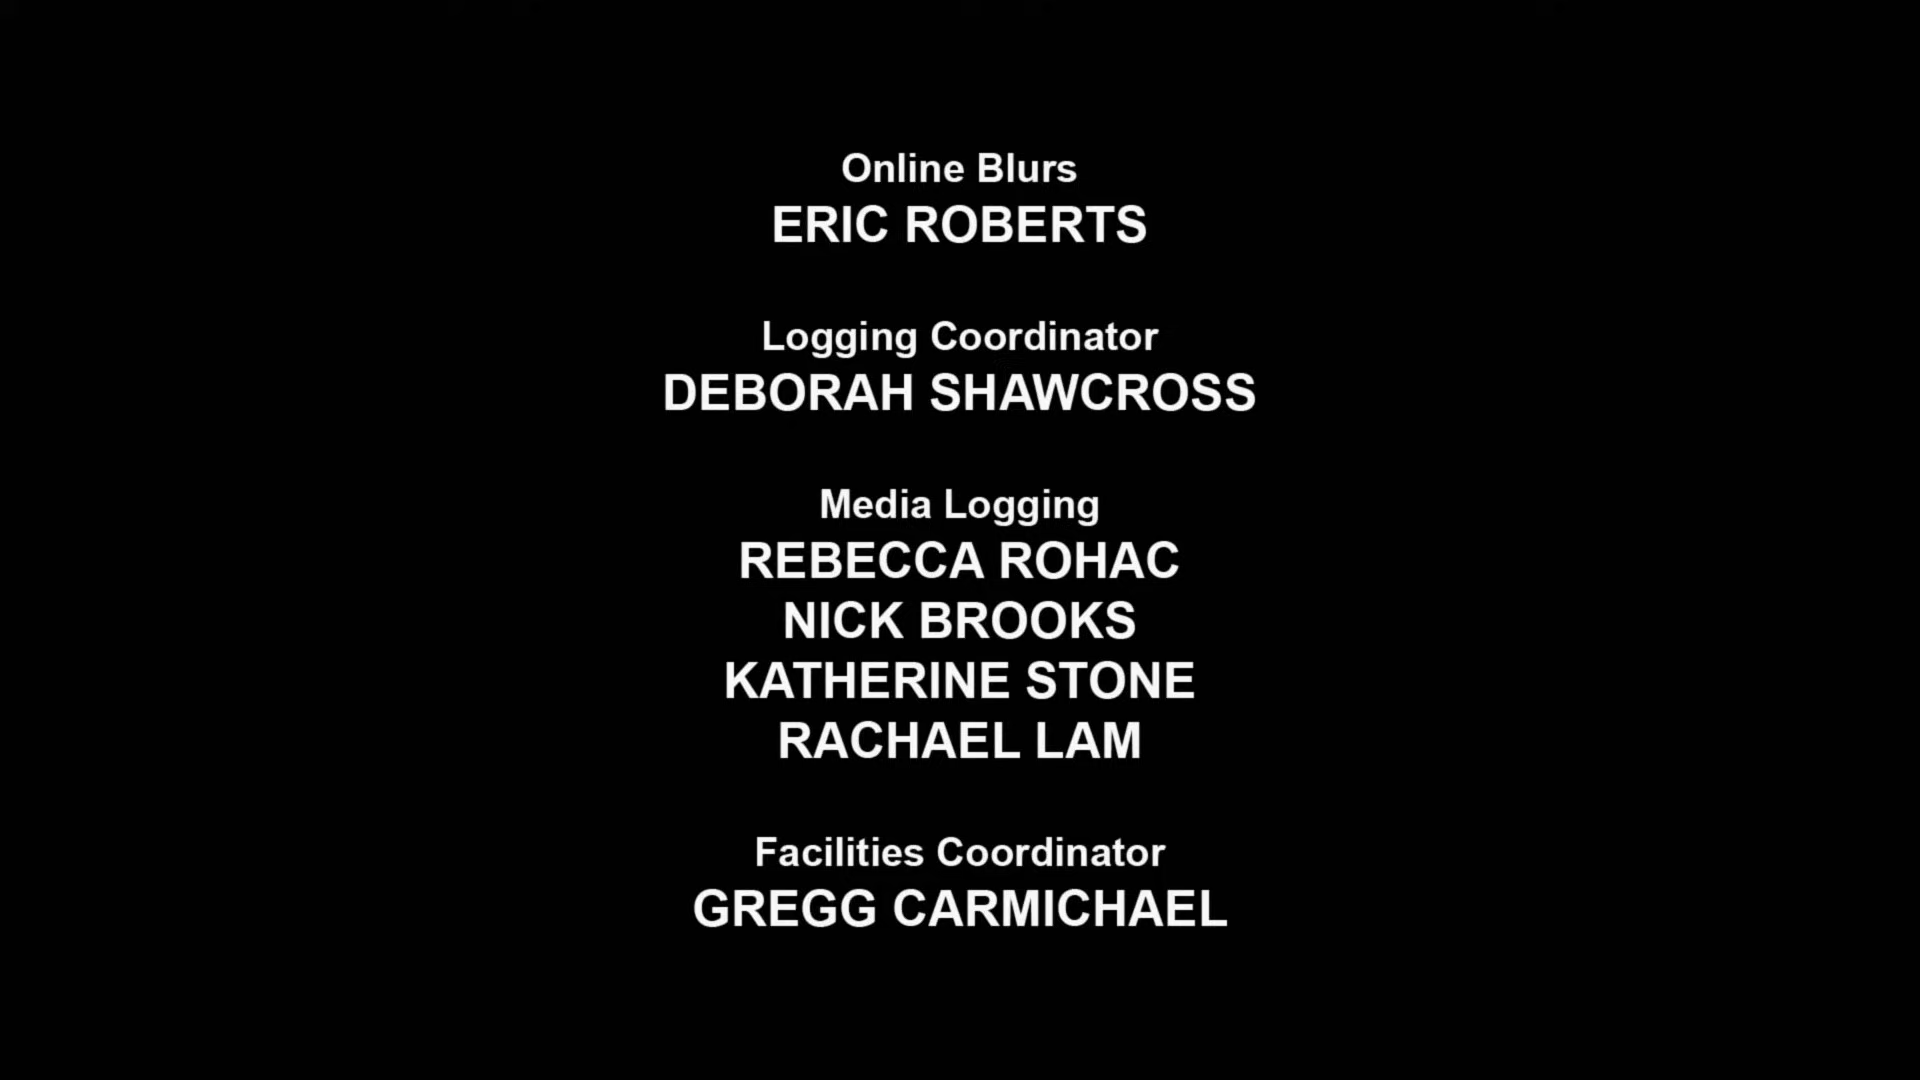 Online Blurs
ERIC ROBERTS
Logging Coordinator
DEBORAH SHAWCROSS
Media Logging
REBECCA ROHAC
NICK BROOKS
KATHERINE STONE
RACHAEL LAM
Facilities Coordinator
GREGG CARMICHAEL